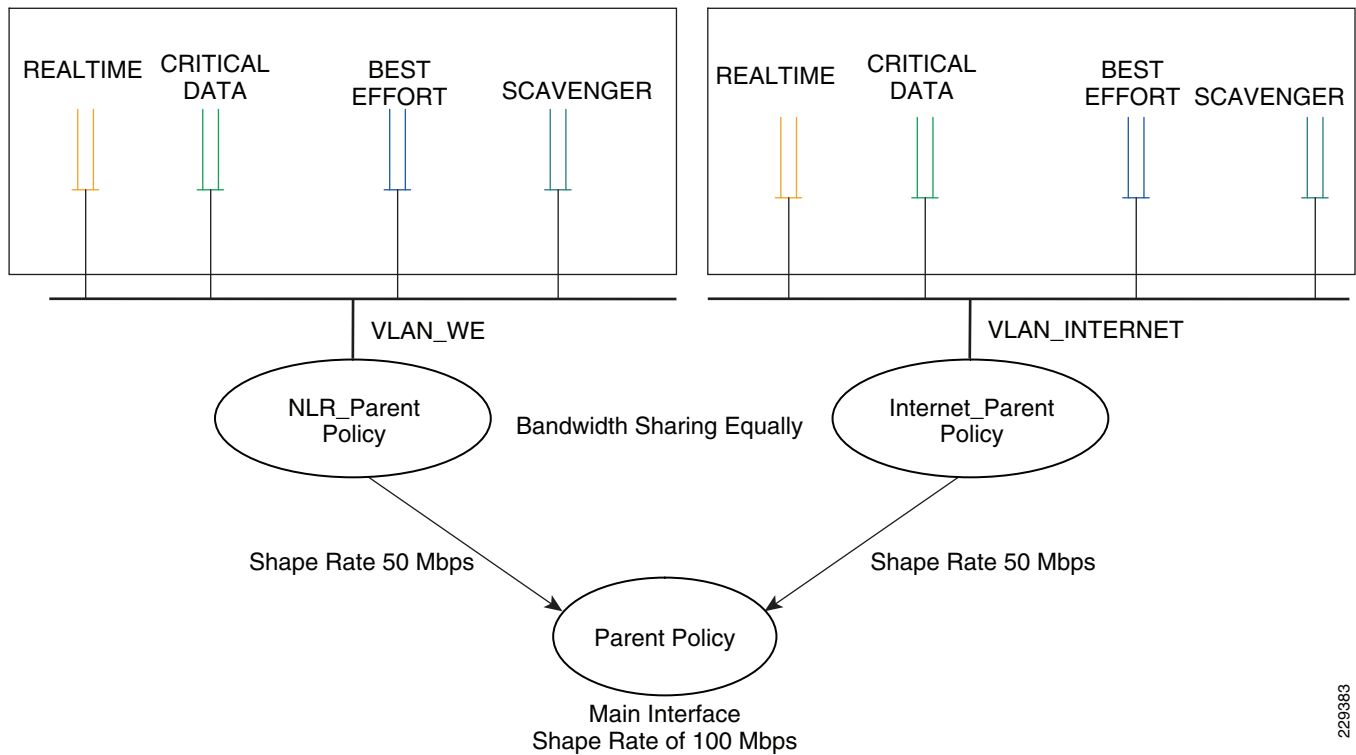 REALTIME
CRITICAL
DATA
BEST
EFFORT
SCAVENGER
REALTIME
CRITICAL
DATA
BEST
EFFORT
SCAVENGER
VLAN_WE
VLAN_INTERNET
NLR_Parent
Policy
Bandwidth Sharing Equally
Internet_Parent
Policy
Shape Rate 50 Mbps
Shape Rate 50 Mbps
Parent Policy
Main Interface
Shape Rate of 100 Mbps
229383